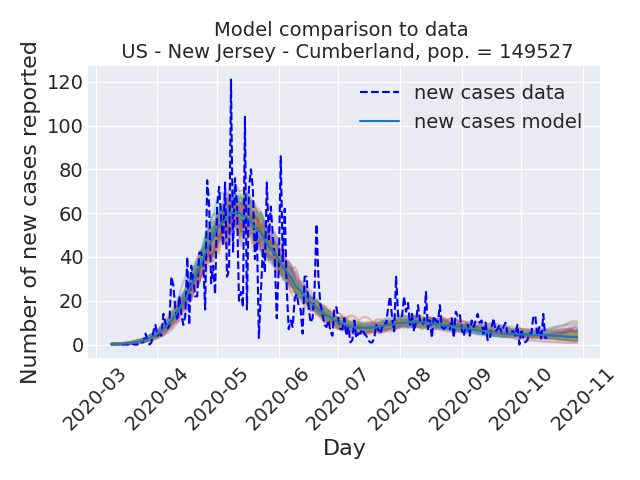 Model comparison to data
US - New Jersey - Cumberland, pop. = 149527
Number of new cases reported
120
100
80
60
40
20
0
new cases data
new cases model
2020-03
2020-04
2020-05
2020-06
2020-07
2020-08
2020-09
2020-10
2020-11
Day